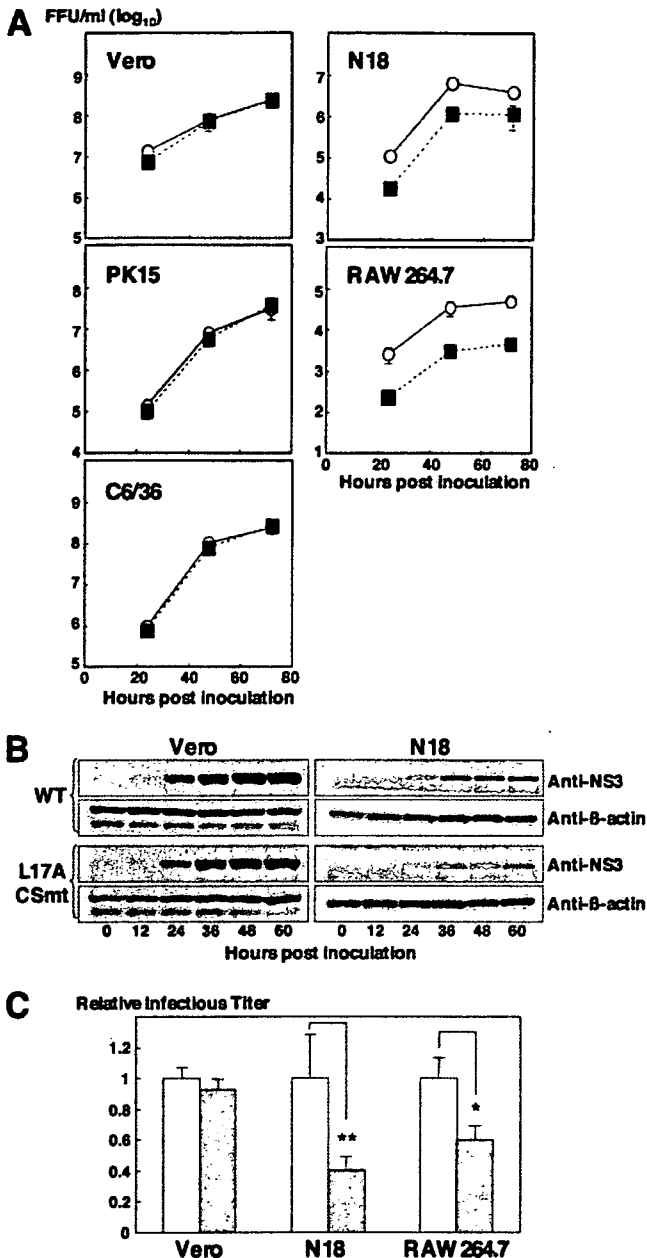 A FFU/ml (log₁₀)
Vero
9
8
7
6
5
N18
7
6
5
4
3
PK15
8
7
6
5
4
RAW 264.7
5
4
3
2
1
0 20 40 60 80
Hours post inoculation
C6/36
9
8
7
6
5
0 20 40 60 80
Hours post inoculation
B
Vero N18
WT
Anti-NS3
Anti-ß-actin
L17A
CSmt
Anti-NS3
Anti-ß-actin
0 12 24 36 48 60 0 12 24 36 48 60
Hours post inoculation
C Relative Infectious Titer
1.2
1
0.8
0.6
0.4
0.2
0
** *
Vero N18 RAW 264.7